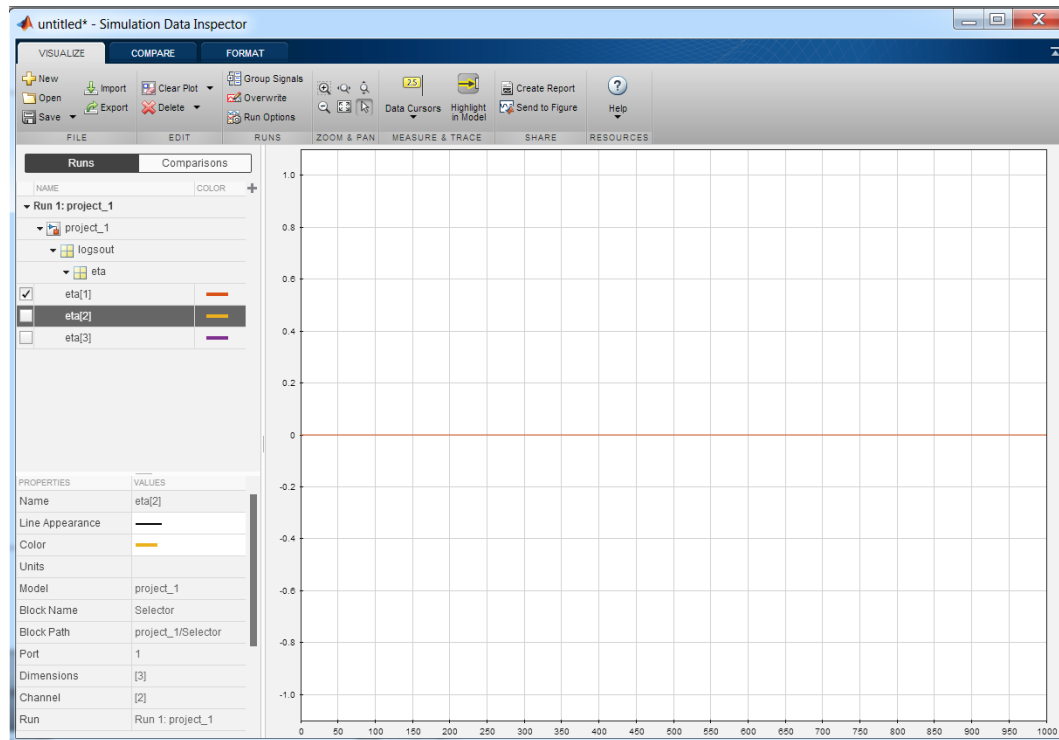 untitled* - Simulation Data Inspector
VISUALIZE COMPARE FORMAT
New
Open
Save
Import
Export
FILE
Clear Plot
Delete
EDIT
Group Signals
Overwrite
Run Options
RUNS
ZOOM & PAN
2.5
Data Cursors
Highlight in Model
MEASURE & TRACE
Create Report
Send to Figure
SHARE
?
Help
RESOURCES
Runs Comparisons
NAME COLOR
Run 1: project_1
project_1
logsout
eta
eta[1]
eta[2]
eta[3]
PROPERTIES VALUES
Name eta[2]
Line Appearance
Color
Units
Model project_1
Block Name Selector
Block Path project_1/Selector
Port 1
Dimensions [3]
Channel [2]
Run Run 1: project_1
1.0
0.8
0.6
0.4
0.2
0
-0.2
-0.4
-0.6
-0.8
-1.0
0 50 100 150 200 250 300 350 400 450 500 550 600 650 700 750 800 850 900 950 1000